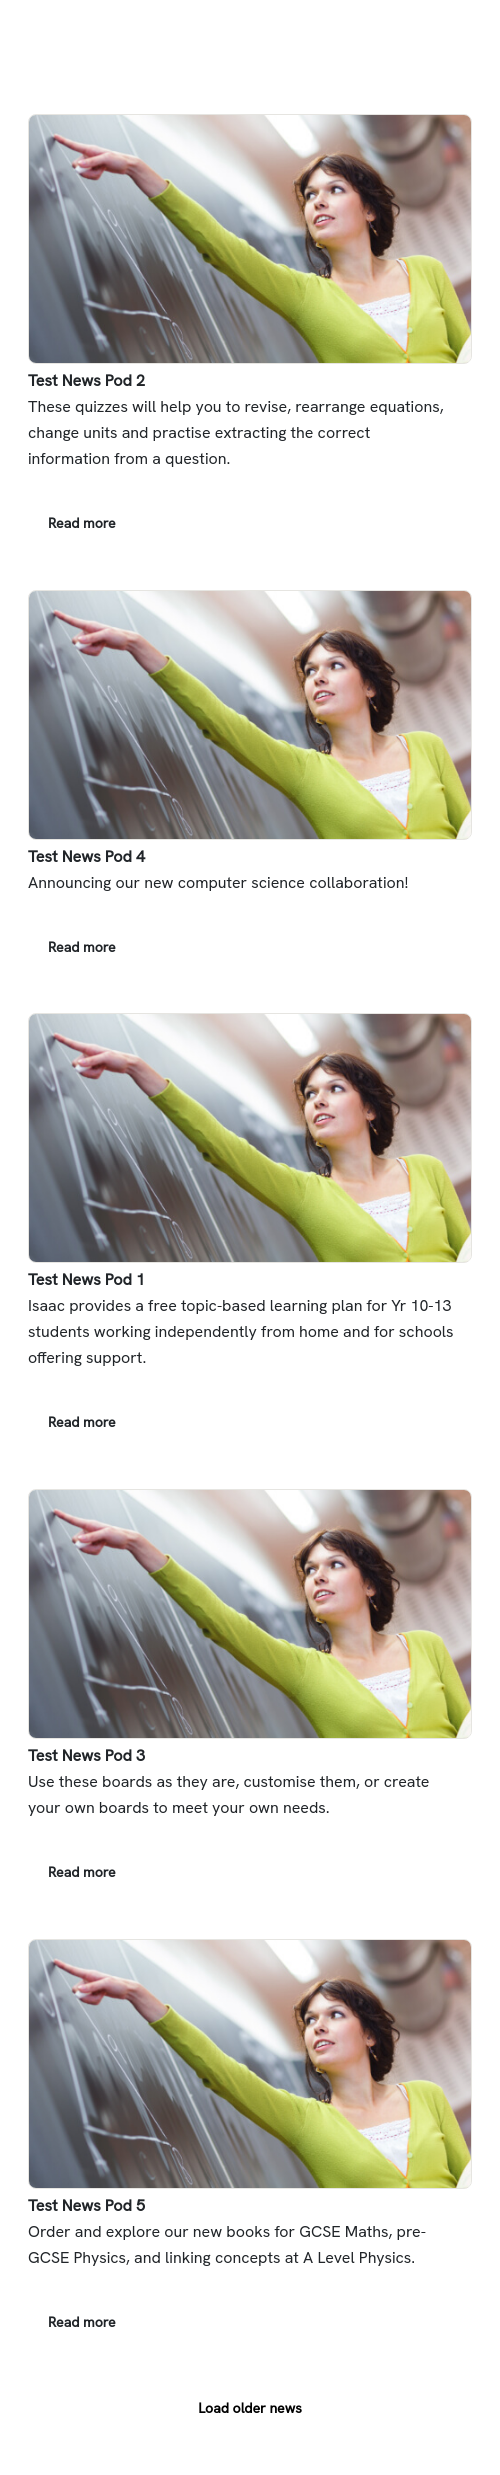 Test News Pod 2
These quizzes will help you to revise, rearrange equations,
change units and practise extracting the correct
information from a question.
Read more
Test News Pod 4
Announcing our new computer science collaboration!
Read more
Test News Pod 1
Isaac provides a free topic-based learning plan for Yr 10-13
students working independently from home and for schools
offering support.
Read more
Test News Pod 3
Use these boards as they are, customise them, or create
your own boards to meet your own needs.
Read more
Test News Pod 5
Order and explore our new books for GCSE Maths, pre-
GCSE Physics, and linking concepts at A Level Physics.
Read more
Load older news